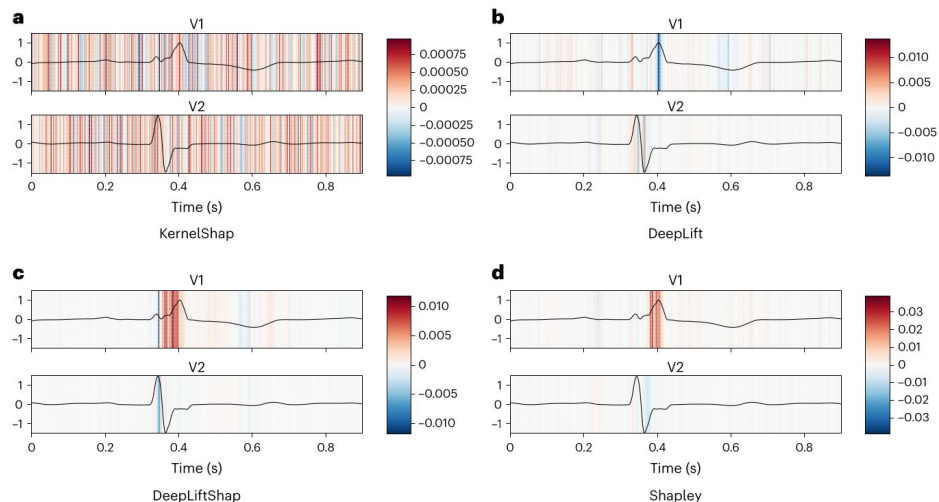 a
V1
1
0
−1
V2
1
0
−1
0 0.2 0.4 0.6 0.8
Time (s)
KernelShap
0.00075
0.00050
0.00025
0
−0.00025
−0.00050
−0.00075
b
V1
1
0
−1
V2
1
0
−1
0 0.2 0.4 0.6 0.8
Time (s)
DeepLift
0.010
0.005
0
−0.005
−0.010
c
V1
1
0
−1
V2
1
0
−1
0 0.2 0.4 0.6 0.8
Time (s)
DeepLiftShap
0.010
0.005
0
−0.005
−0.010
d
V1
1
0
−1
V2
1
0
−1
0 0.2 0.4 0.6 0.8
Time (s)
Shapley
0.03
0.02
0.01
0
−0.01
−0.02
−0.03